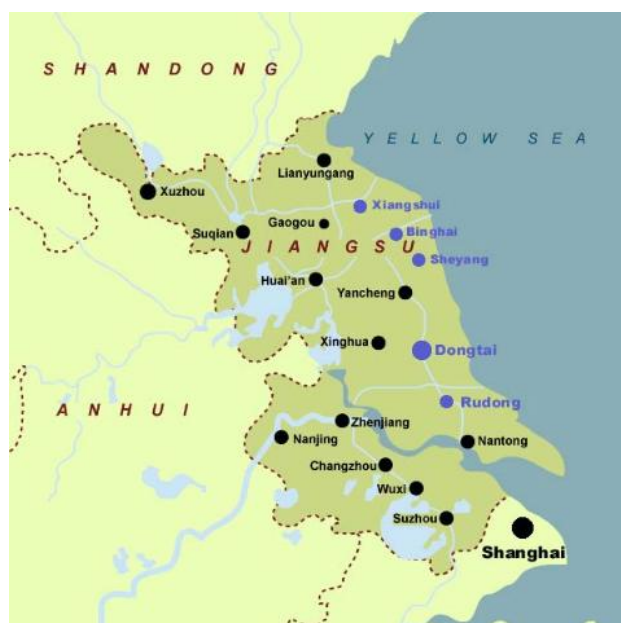 SHANDONG
YELLOW SEA
Lianyungang
Xuzhou
Xiangshui
Gaogou
Suqian
Binghai
JIANGSU
Sheyang
Huai'an
Yancheng
Xinghua
Dongtai
ANHUI
Rudong
Zhenjiang
Nanjing
Nantong
Changzhou
Wuxi
Suzhou
Shanghai